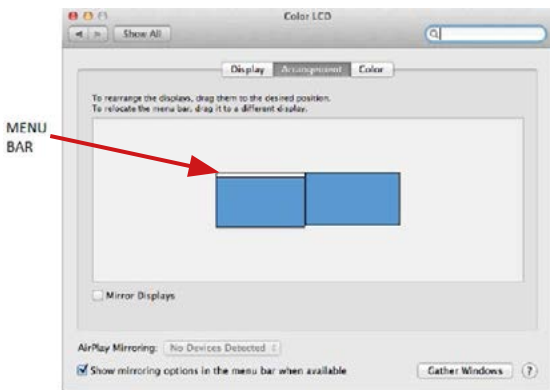 Color LCD
Show All
Display Arrangement Color
To rearrange the displays, drag them to the desired position.
To relocate the menu bar, drag it to a different display.
MENU
BAR
Mirror Displays
AirPlay Mirroring: No Devices Detected
Show mirroring options in the menu bar when available
Gather Windows ?